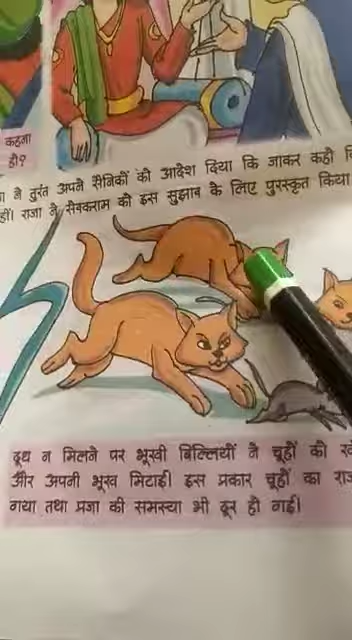 कहना
हो?
ने तुरंत अपने सैनिकों को आदेश दिया कि जाकर कहो
हीं। राजा ने सेवकराम को इस सुझाव के लिए पुरस्कृत किया
दूध न मिलने पर भूखी बिल्लियों ने चूहों को
और अपनी भूख मिटाई। इस प्रकार चूहों का
गया तथा प्रजा की समस्या भी दूर हो गई।